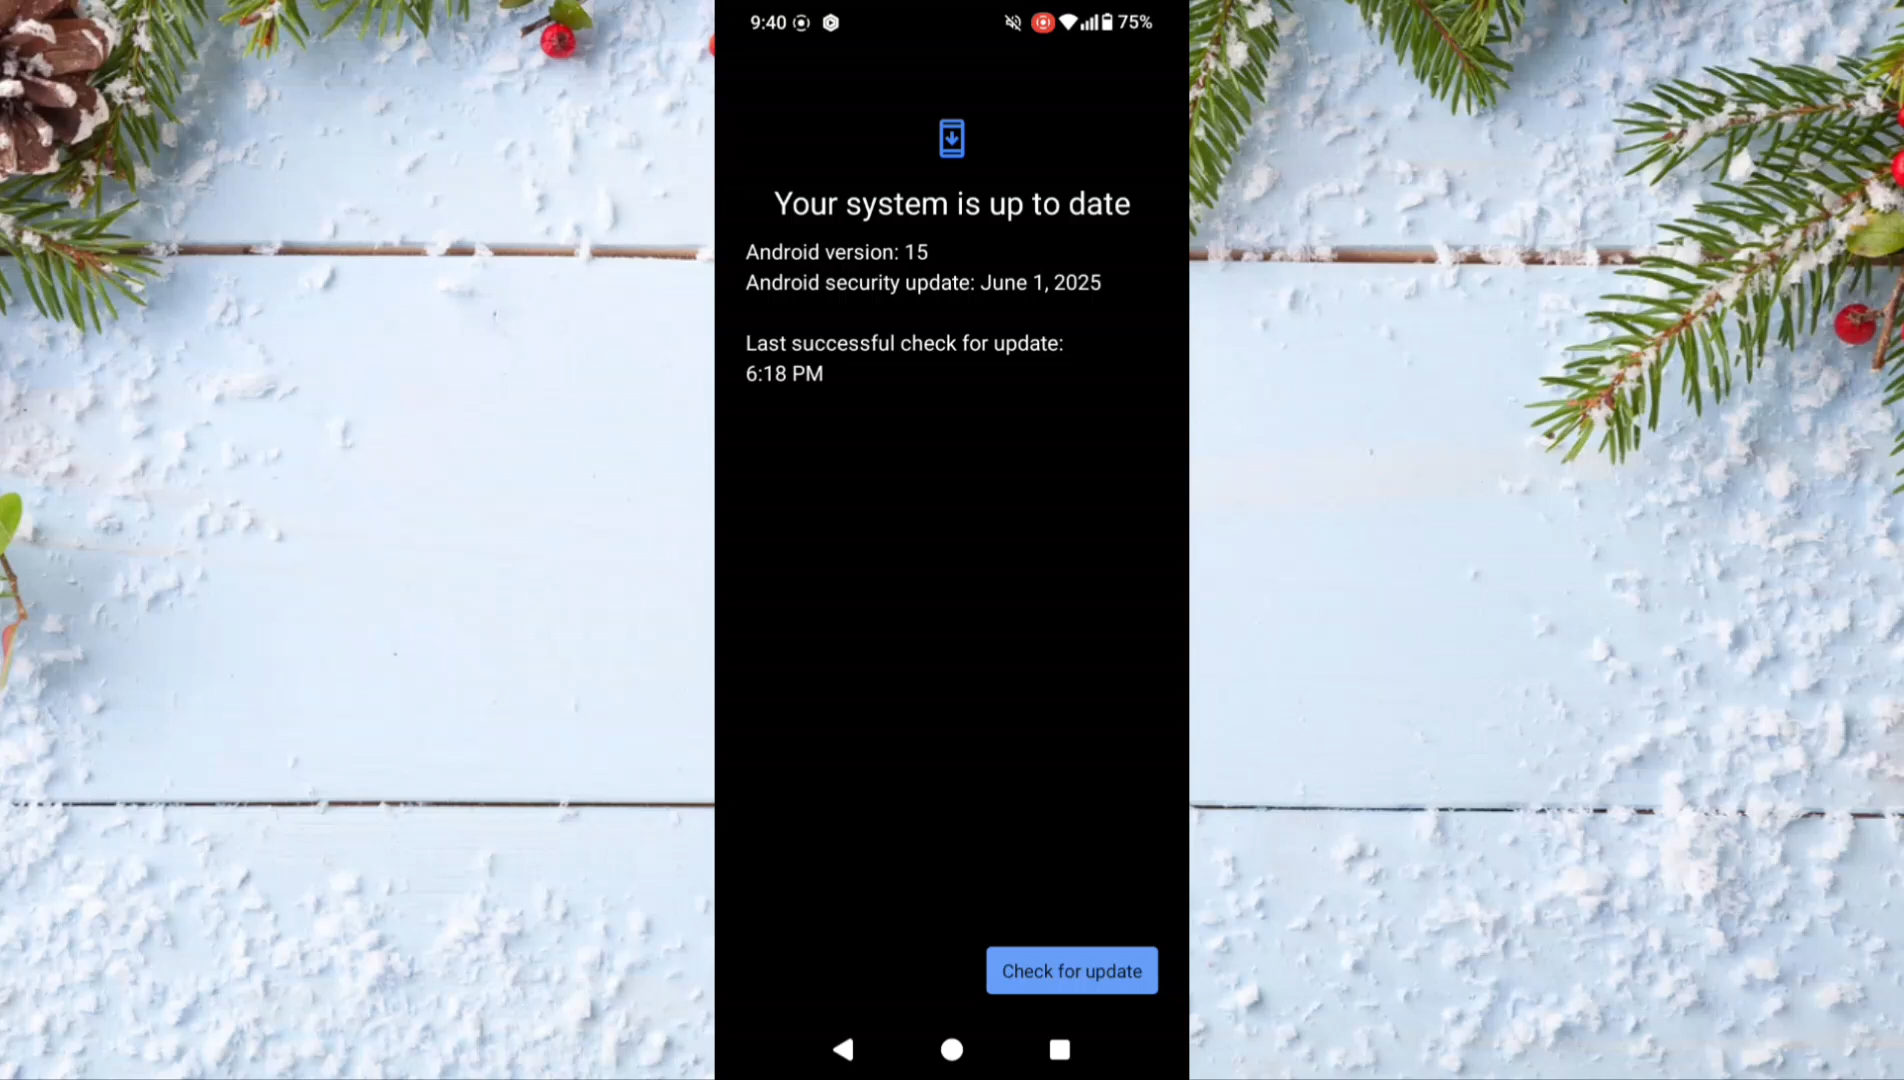 9:40 75%
Your system is up to date
Android version: 15
Android security update: June 1, 2025
Last successful check for update:
6:18 PM
Check for update